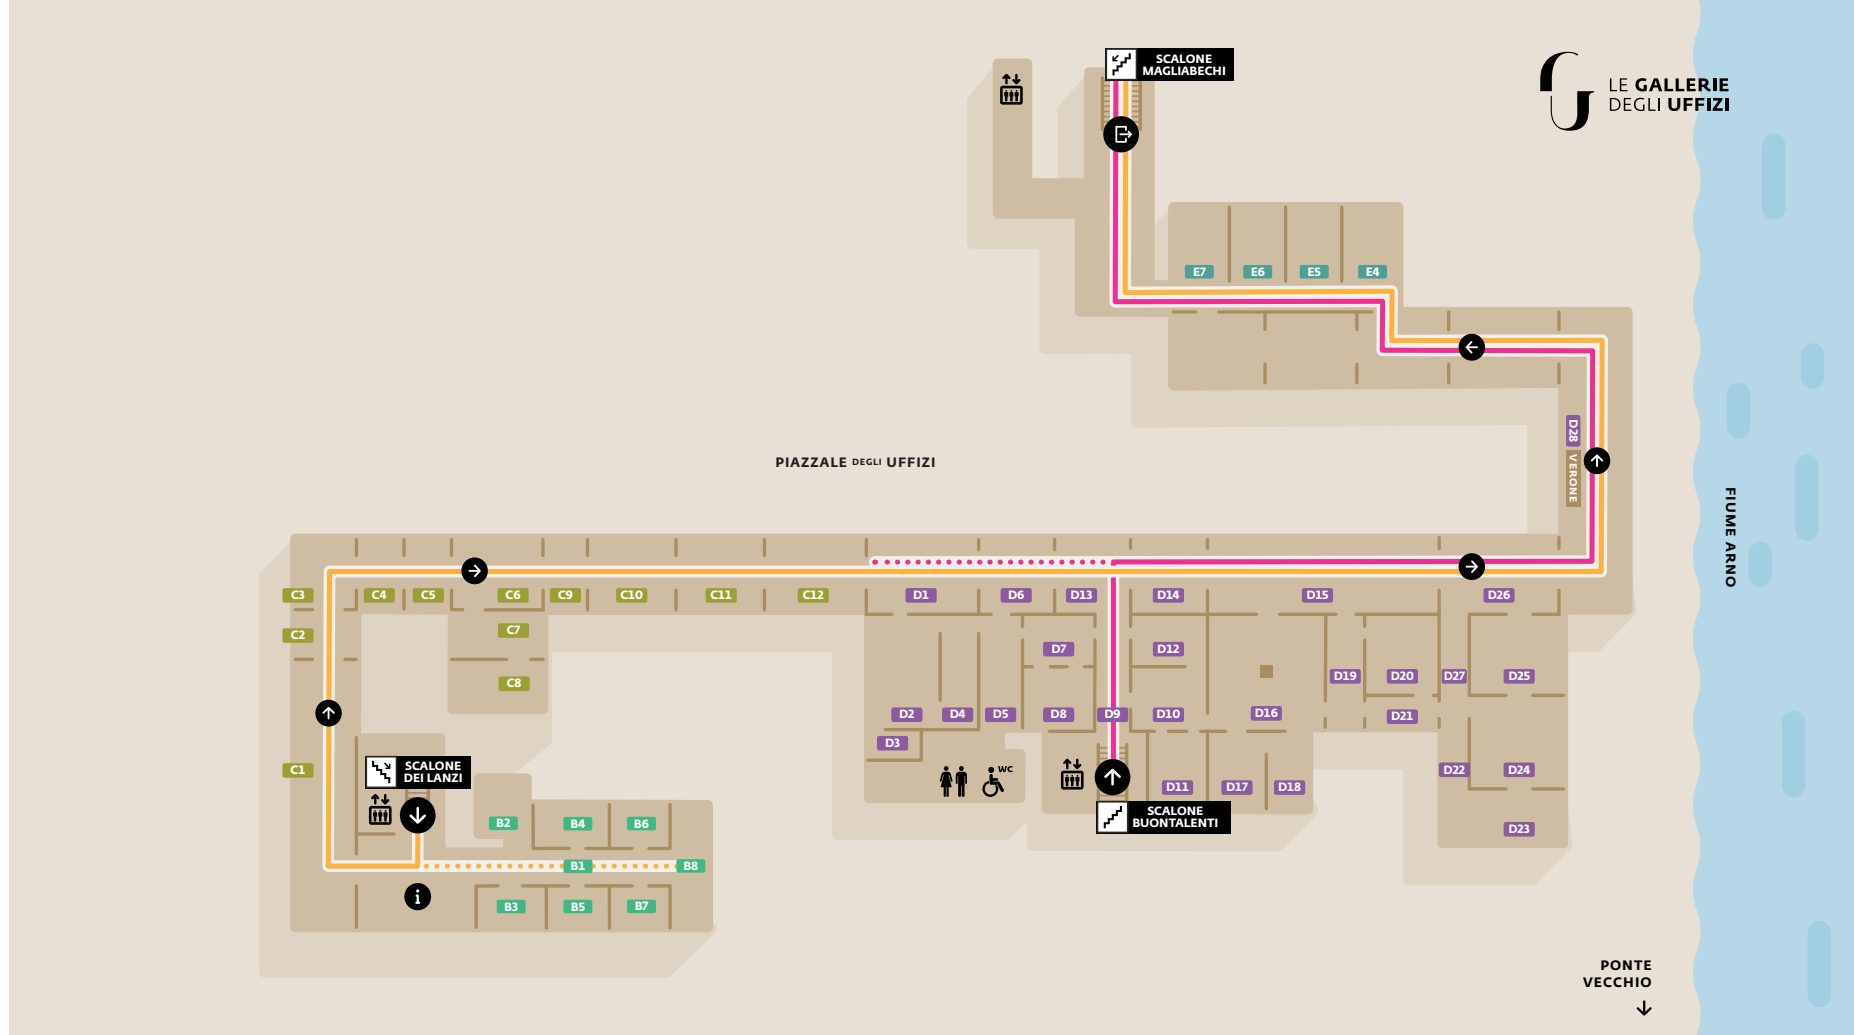 SCALONE
MAGLIABECHI
LE GALLERIE
DEGLI UFFIZI
E7 E6 E5 E4
D28
VERONE
PIAZZALE DEGLI UFFIZI
FIUME ARNO
C3 C4 C5 C6 C9 C10 C11 C12 D1 D6 D13 D14 D15 D26
C2 C7
D7 D12
C8 D19 D20 D27 D25
D2 D4 D5 D8 D9 D10 D16 D21
D3
C1
SCALONE
DEI LANZI
WC
D11 D17 D18 D22 D24
SCALONE
BUONTALENTI
B2 B4 B6
D23
B1 B8
i
B3 B5 B7
PONTE
VECCHIO